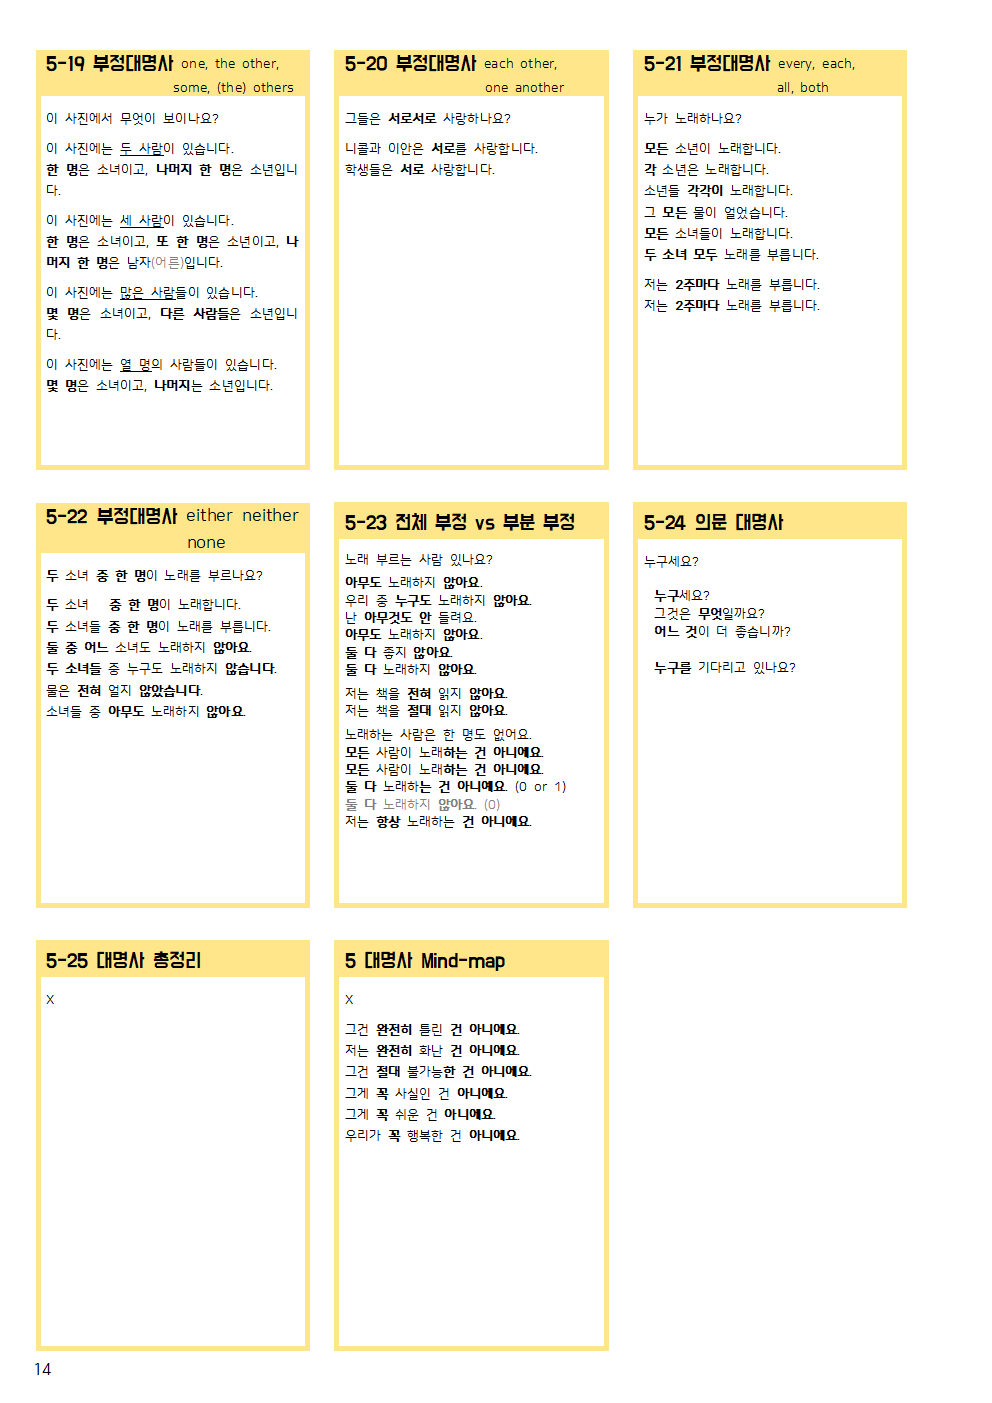 5-19 부정대명사 one, the other,
some, (the) others
이 사진에서 무엇이 보이나요?
이 사진에는 두 사람이 있습니다.
한 명은 소녀이고, 나머지 한 명은 소년입니
다.
이 사진에는 세 사람이 있습니다.
한 명은 소녀이고, 또 한 명은 소년이고, 나
머지 한 명은 남자(어른)입니다.
이 사진에는 많은 사람들이 있습니다.
몇 명은 소녀이고, 다른 사람들은 소년입니
다.
이 사진에는 열 명의 사람들이 있습니다.
몇 명은 소녀이고, 나머지는 소년입니다.
5-20 부정대명사 each other,
one another
그들은 서로서로 사랑하나요?
니콜과 이안은 서로를 사랑합니다.
학생들은 서로 사랑합니다.
5-21 부정대명사 every, each,
all, both
누가 노래하나요?
모든 소년이 노래합니다.
각 소년은 노래합니다.
소년들 각각이 노래합니다.
그 모든 물이 얼었습니다.
모든 소녀들이 노래합니다.
두 소녀 모두 노래를 부릅니다.
저는 2주마다 노래를 부릅니다.
저는 2주마다 노래를 부릅니다.
5-22 부정대명사 either neither
none
두 소녀 중 한 명이 노래를 부르나요?
두 소녀 중 한 명이 노래합니다.
두 소녀들 중 한 명이 노래를 부릅니다.
둘 중 어느 소녀도 노래하지 않아요.
두 소녀들 중 누구도 노래하지 않습니다.
물은 전혀 얼지 않았습니다.
소녀들 중 아무도 노래하지 않아요.
5-23 전체 부정 vs 부분 부정
노래 부르는 사람 있나요?
아무도 노래하지 않아요.
우리 중 누구도 노래하지 않아요.
난 아무것도 안 들려요.
아무도 노래하지 않아요.
둘 다 좋지 않아요.
둘 다 노래하지 않아요.
저는 책을 전혀 읽지 않아요.
저는 책을 절대 읽지 않아요.
노래하는 사람은 한 명도 없어요.
모든 사람이 노래하는 건 아니에요.
모든 사람이 노래하는 건 아니에요.
둘 다 노래하는 건 아니에요. (0 or 1)
둘 다 노래하지 않아요. (0)
저는 항상 노래하는 건 아니에요.
5-24 의문 대명사
누구세요?
누구세요?
그것은 무엇일까요?
어느 것이 더 좋습니까?
누구를 기다리고 있나요?
5-25 대명사 총정리
X
5 대명사 Mind-map
X
그건 완전히 틀린 건 아니에요.
저는 완전히 화난 건 아니에요.
그건 절대 불가능한 건 아니에요.
그게 꼭 사실인 건 아니에요.
그게 꼭 쉬운 건 아니에요.
우리가 꼭 행복한 건 아니에요.
14